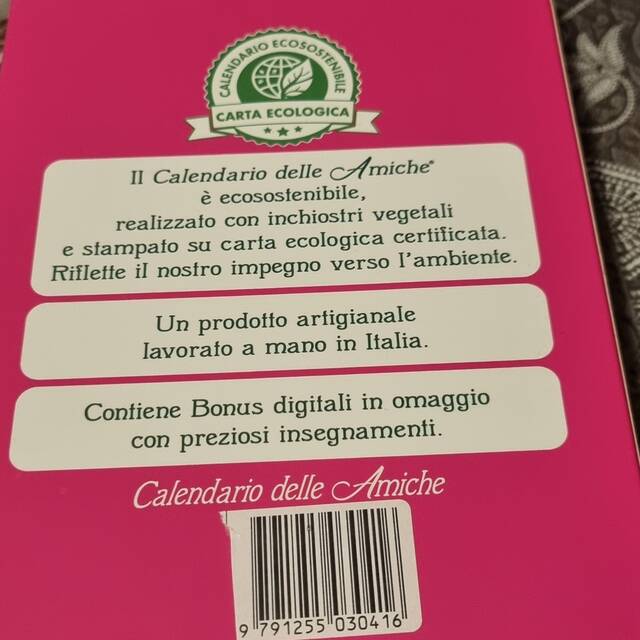 CALENDARIO ECOSOSTENIBILE
CARTA ECOLOGICA
Il Calendario delle Amiche®
è ecosostenibile,
realizzato con inchiostri vegetali
e stampato su carta ecologica certificata.
Riflette il nostro impegno verso l'ambiente.
Un prodotto artigianale
lavorato a mano in Italia.
Contiene Bonus digitali in omaggio
con preziosi insegnamenti.
Calendario delle Amiche
9 791255 030416